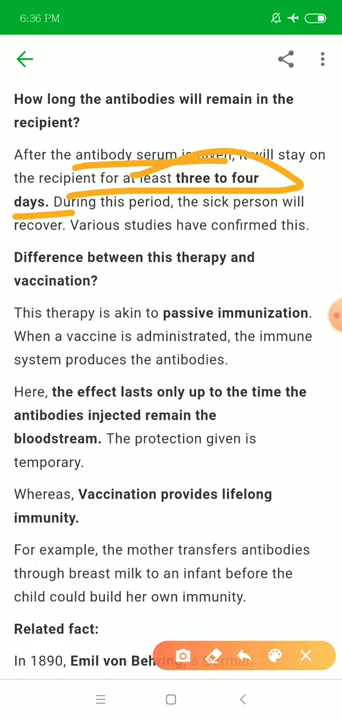 6:36 PM
How long the antibodies will remain in the
recipient?
After the antibody serum is given, it will stay on
the recipient for at least three to four
days. During this period, the sick person will
recover. Various studies have confirmed this.
Difference between this therapy and
vaccination?
This therapy is akin to passive immunization.
When a vaccine is administered, the immune
system produces the antibodies.
Here, the effect lasts only up to the time the
antibodies injected remain the
bloodstream. The protection given is
temporary.
Whereas, Vaccination provides lifelong
immunity.
For example, the mother transfers antibodies
through breast milk to an infant before the
child could build her own immunity.
Related fact:
In 1890, Emil von Behring, a German